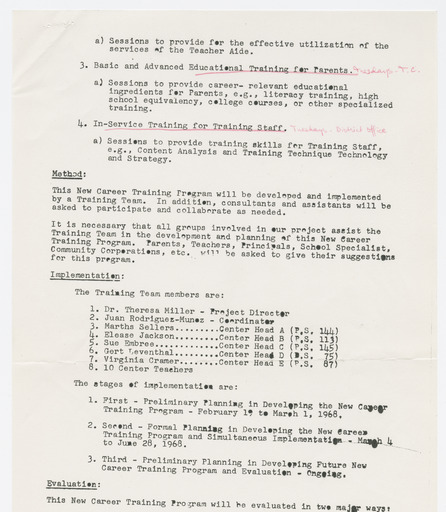 a) Sessions to provide for the effective utilization of the
services of the Teacher Aide.
3. Basic and Advanced Educational Training for Parents. Tuesdays - T. C.
a) Sessions to provide career- relevant educational
ingredients for Parents, e.g., literacy training, high
school equivalency, college courses, or other specialized
training.
4. In-Service Training for Training Staff. Tuesdays - District Office
a) Sessions to provide training skills for Training Staff,
e.g., Content Analysis and Training Technique Technology
and Strategy.
Method:
This New Career Training Program will be developed and implemented
by a Training Team. In addition, consultants and assistants will be
asked to participate and collaborate as needed.
It is necessary that all groups involved in our project assist the
Training Team in the development and planning of this New Career
Training Program. Parents, Teachers, Principals, School Specialist,
Community Corporations, etc. will be asked to give their suggestions
for this program.
Implementation:
The Training Team members are:
1. Dr. Theresa Miller - Project Director
2. Juan Rodriguez-Munoz - Coordinator
3. Marths Sellers........Center Head A (P.S. 144)
4. Elesse Jackson........Center Head B (P.S. 113)
5. Sue Embree............Center Head C (P.S. 145)
6. Gert Leventhal........Center Head D (P.S. 75)
7. Virginia Cramer.......Center Head E (P.S. 87)
8. 10 Center Teachers
The stages of implementation are:
1. First - Preliminary Planning in Developing the New Career
Training Program - February 19 to March 1, 1968.
2. Second - Formal Planning in Developing the New Career
Training Program and Simultaneous Implementation - March 4
to June 28, 1968.
3. Third - Preliminary Planning in Developing Future New
Career Training Program and Evaluation - Ongoing.
Evaluation:
This New Career Training Program will be evaluated in two major ways: